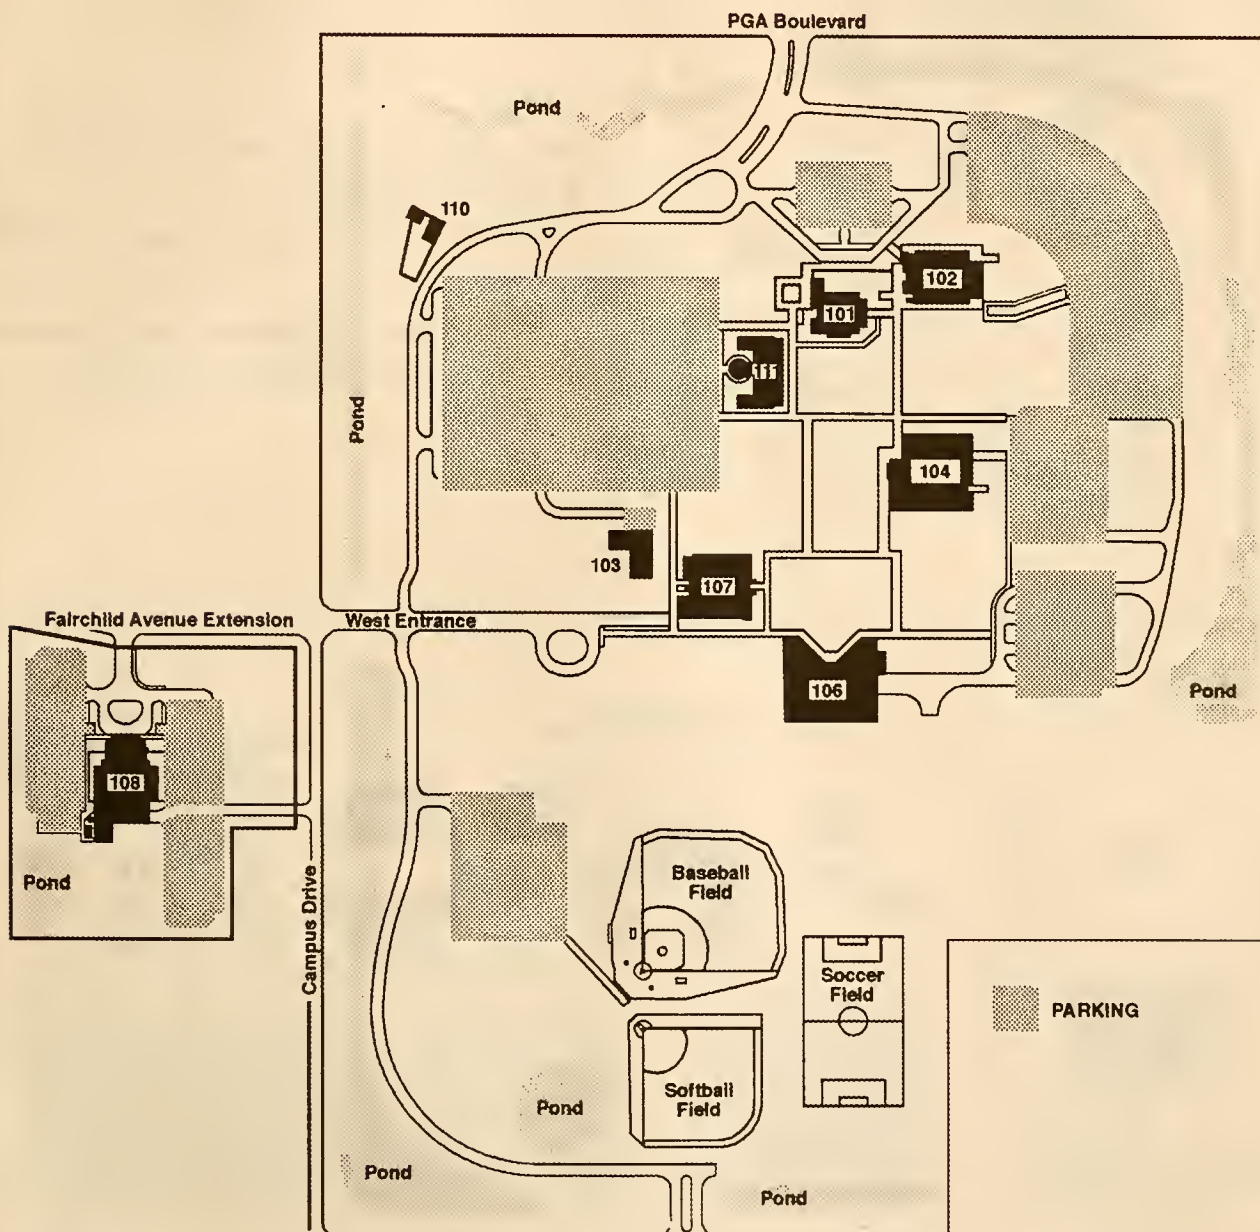 PGA Boulevard
Pond
110
102
101
111
Pond
104
103
107
Fairchild Avenue Extension
West Entrance
106
Pond
108
Baseball
Field
Pond
Campus Drive
Soccer
Field
PARKING
Softball
Field
Pond
Pond
Pond